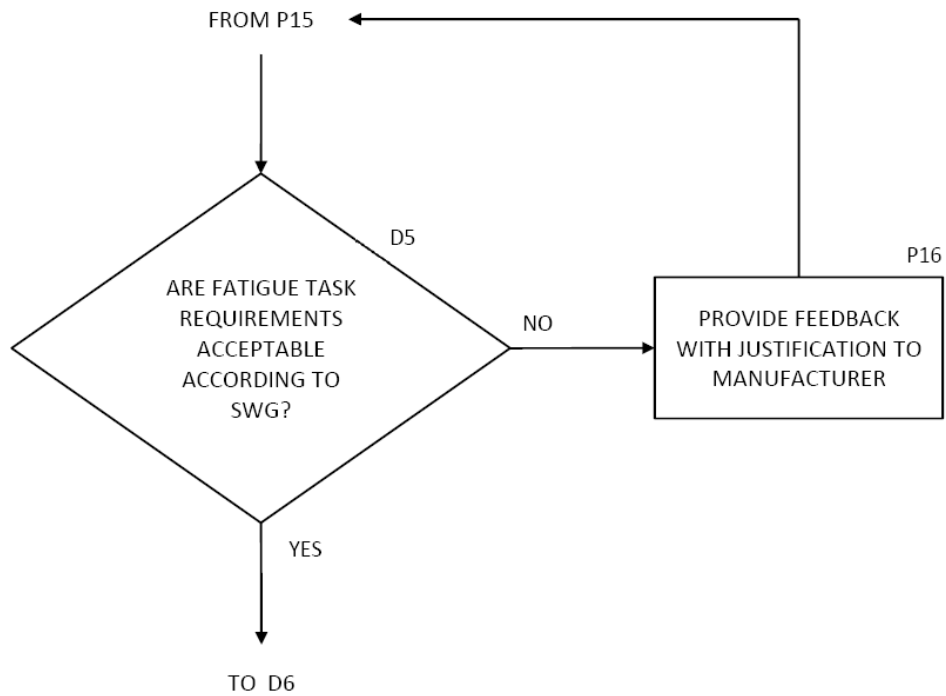 FROM P15
D5
ARE FATIGUE TASK
REQUIREMENTS
ACCEPTABLE
ACCORDING TO
SWG?
NO
P16
PROVIDE FEEDBACK
WITH JUSTIFICATION TO
MANUFACTURER
YES
TO D6